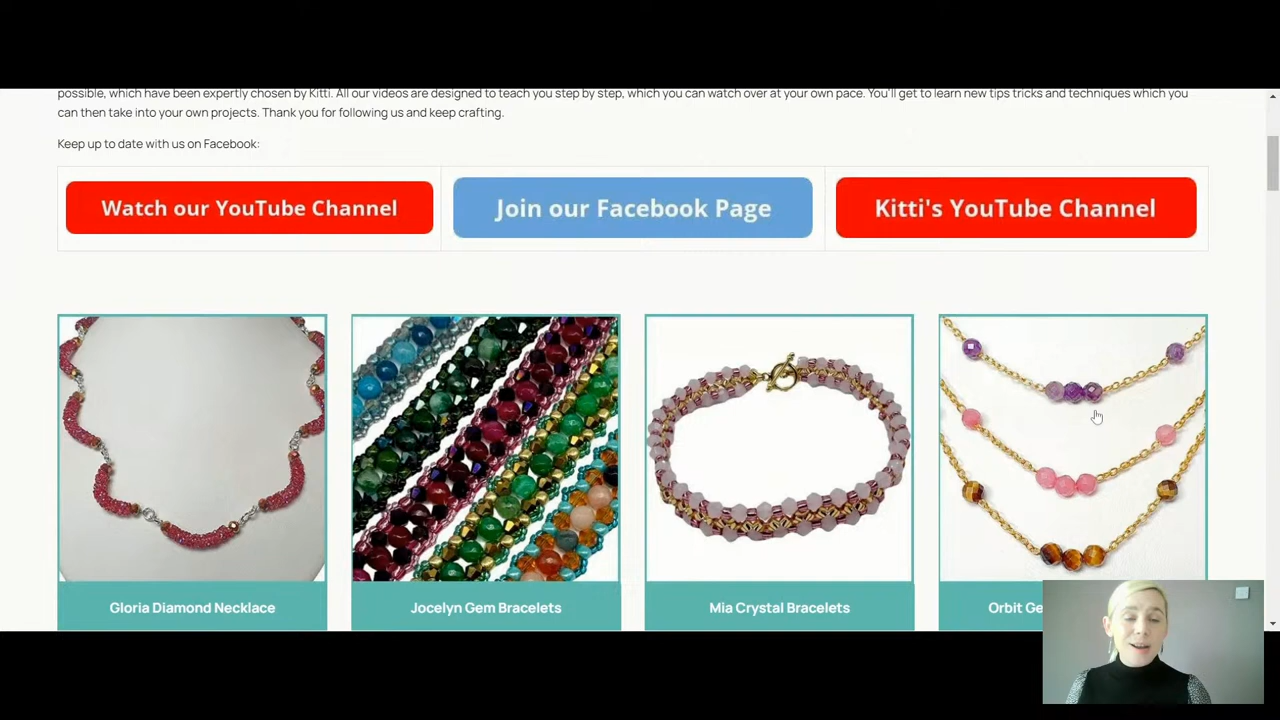 possible, which have been expertly chosen by Kitti. All our videos are designed to teach you step by step, which you can watch over at your own pace. You'll get to learn new tips tricks and techniques which you
can then take into your own projects. Thank you for following us and keep crafting.
Keep up to date with us on Facebook:
Watch our YouTube Channel
Join our Facebook Page
Kitti's YouTube Channel
Gloria Diamond Necklace
Jocelyn Gem Bracelets
Mia Crystal Bracelets
Orbit